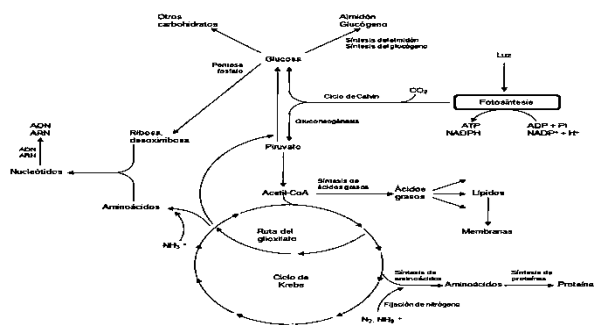 Otros
carbohidratos
Almidón
Glucógeno
Síntesis del almidón
Síntesis del glucógeno
Glucosa
Pentosa
fosfato
Luz
Ciclo de Calvin
CO₂
Fotosíntesis
Gluconeogénesis
ATP
NADPH
ADP + Pi
NADP⁺ + H⁺
Ribosa,
desoxirribosa
ADN
ARN
ADN
ARN
Nucleótidos
Piruvato
Acetil-CoA
Síntesis de
ácidos grasos
Ácidos
grasos
Lípidos
Membranas
Aminoácidos
NH₃⁺
Ruta del
glioxilato
Ciclo de
Krebs
Síntesis de
aminoácidos
Aminoácidos
Síntesis de
proteínas
Proteína
Fijación de nitrógeno
N₂, NH₃⁺